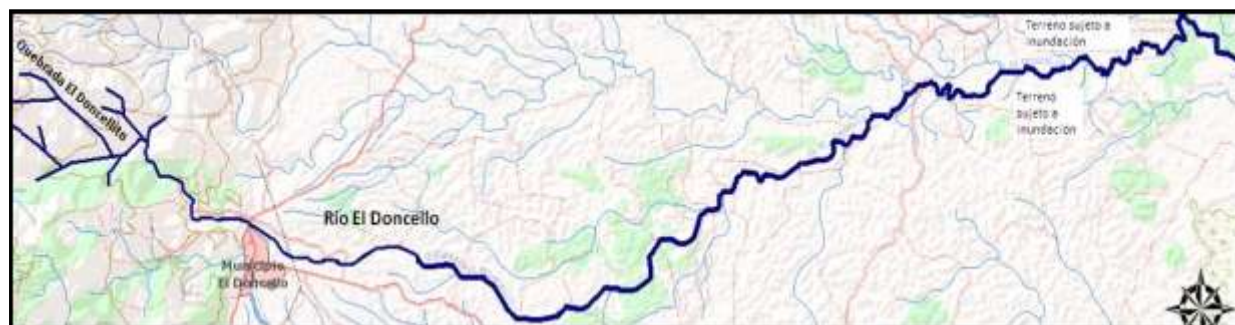 Quebrada El Doncellito
Terreno sujeto a
inundación
Terreno
sujeto a
inundación
Río El Doncello
Municipio
El Doncello